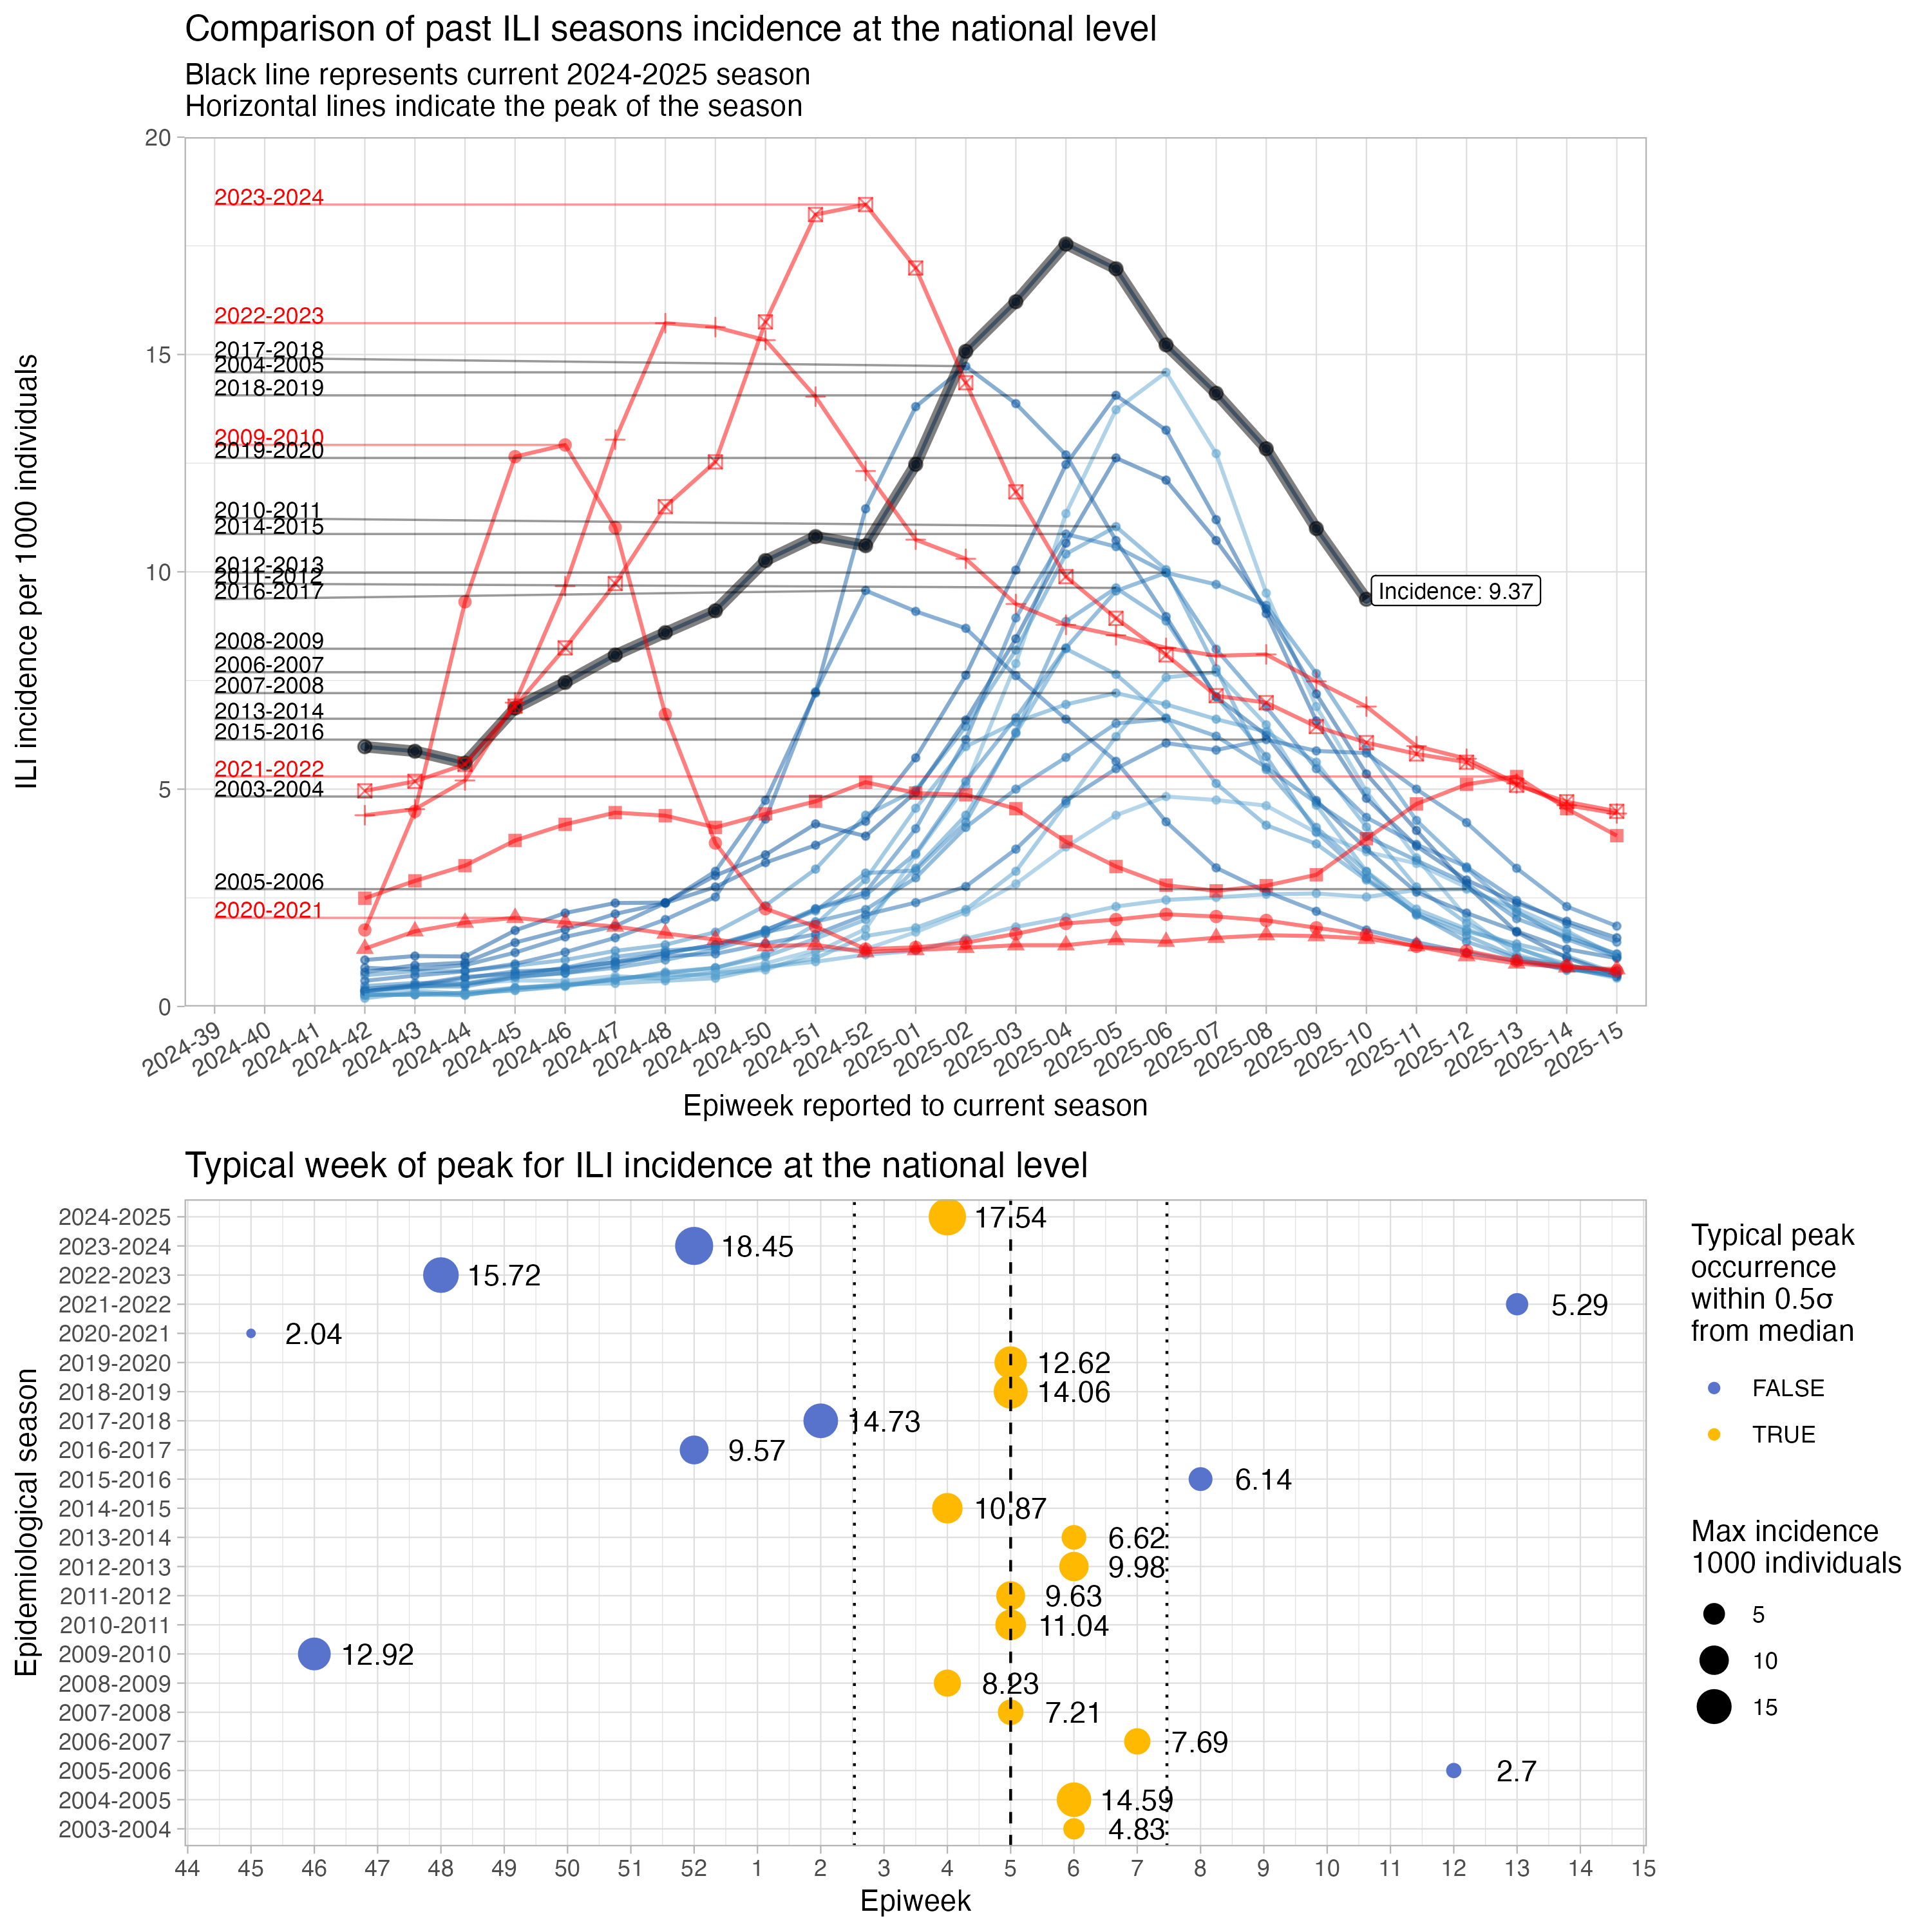 Comparison of past ILI seasons incidence at the national level
Black line represents current 2024-2025 season
Horizontal lines indicate the peak of the season
ILI incidence per 1000 individuals
20
15
10
5
0
2023-2024
2022-2023
2017-2018
2004-2005
2018-2019
2009-2010
2019-2020
2010-2011
2014-2015
2012-2013
2011-2012
2016-2017
2008-2009
2006-2007
2007-2008
2013-2014
2015-2016
2021-2022
2003-2004
2005-2006
2020-2021
Incidence: 9.37
2024-39 2024-40 2024-41 2024-42 2024-43 2024-44 2024-45 2024-46 2024-47 2024-48 2024-49 2024-50 2024-51 2024-52 2025-01 2025-02 2025-03 2025-04 2025-05 2025-06 2025-07 2025-08 2025-09 2025-10 2025-11 2025-12 2025-13 2025-14 2025-15
Epiweek reported to current season
Typical week of peak for ILI incidence at the national level
Epidemiological season
2024-2025 17.54
2023-2024 18.45
2022-2023 15.72
2021-2022 5.29
2020-2021 2.04
2019-2020 12.62
2018-2019 14.06
2017-2018 14.73
2016-2017 9.57
2015-2016 6.14
2014-2015 10.87
2013-2014 6.62
2012-2013 9.98
2011-2012 9.63
2010-2011 11.04
2009-2010 12.92
2008-2009 8.23
2007-2008 7.21
2006-2007 7.69
2005-2006 2.7
2004-2005 14.59
2003-2004 4.83
44 45 46 47 48 49 50 51 52 1 2 3 4 5 6 7 8 9 10 11 12 13 14 15
Epiweek
Typical peak
occurrence
within 0.5σ
from median
FALSE
TRUE
Max incidence
1000 individuals
5
10
15